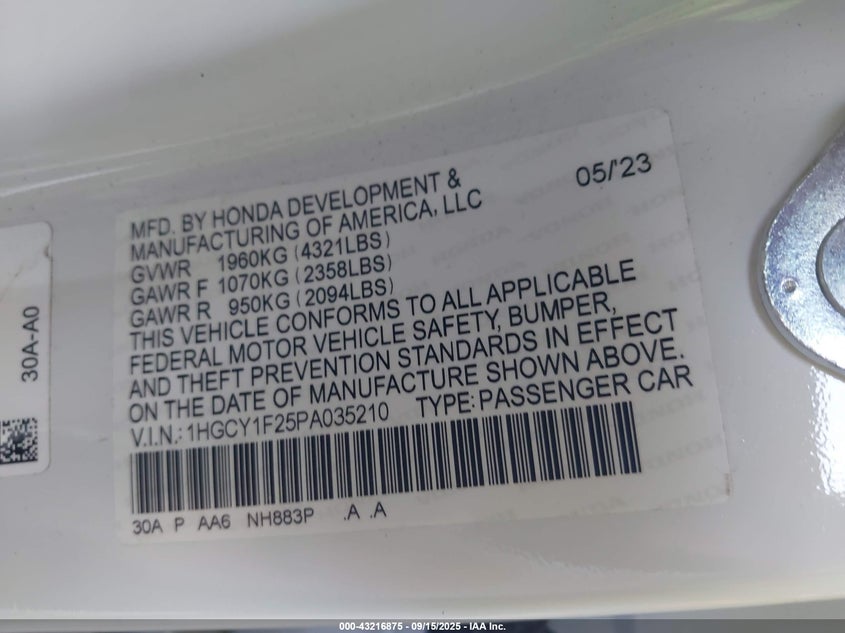 05/'23
MFD. BY HONDA DEVELOPMENT &
MANUFACTURING OF AMERICA, LLC
GVWR 1960KG (4321LBS)
GAWR F 1070KG (2358LBS)
GAWR R 950KG (2094LBS)
THIS VEHICLE CONFORMS TO ALL APPLICABLE
FEDERAL MOTOR VEHICLE SAFETY, BUMPER,
AND THEFT PREVENTION STANDARDS IN EFFECT
ON THE DATE OF MANUFACTURE SHOWN ABOVE.
V.I.N.: 1HGCY1F25PA035210 TYPE: PASSENGER CAR
30A P AA6 NH883P .A .A
30A-A0
000-43216875 - 09/15/2025 - IAA Inc.